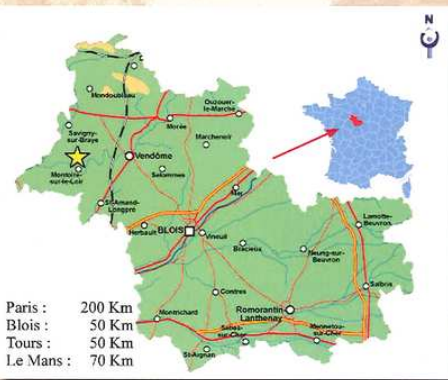 N
Mondoubleau
Ouzouer-
le-Marché
Savigny-
sur-Braye
Morée
Marchenoir
Vendôme
Montoire-
sur-le-Loir
Selommes
St-Amand-
Longpré
Mer
Lamotte-
Beuvron
Herbault
BLOIS
Vineuil
Bracieux
Neung-sur-
Beuvron
Contres
Salbris
Romorantin
Lanthenay
Montrichard
Selles-
sur-Cher
Mennetou-
sur-Cher
St-Aignan
Paris : 200 Km
Blois : 50 Km
Tours : 50 Km
Le Mans : 70 Km